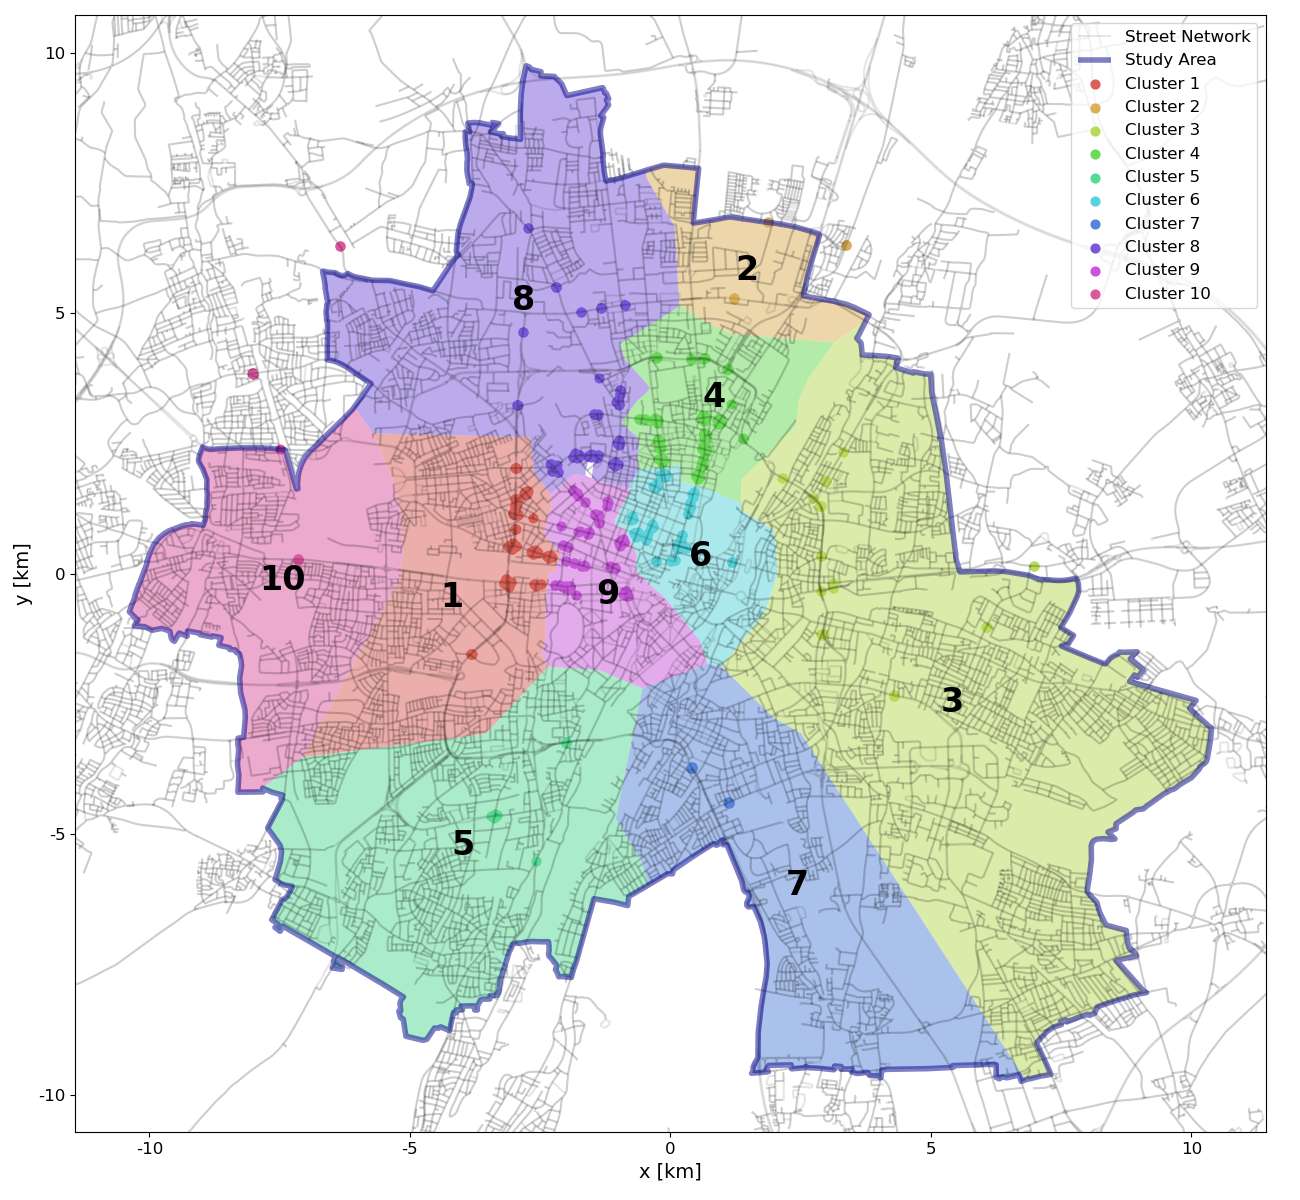 Street Network
Study Area
Cluster 1
Cluster 2
Cluster 3
Cluster 4
Cluster 5
Cluster 6
Cluster 7
Cluster 8
Cluster 9
Cluster 10
10
5
0
-5
-10
y [km]
2
8
4
6
10
1
9
3
5
7
-10
-5
0
5
10
x [km]